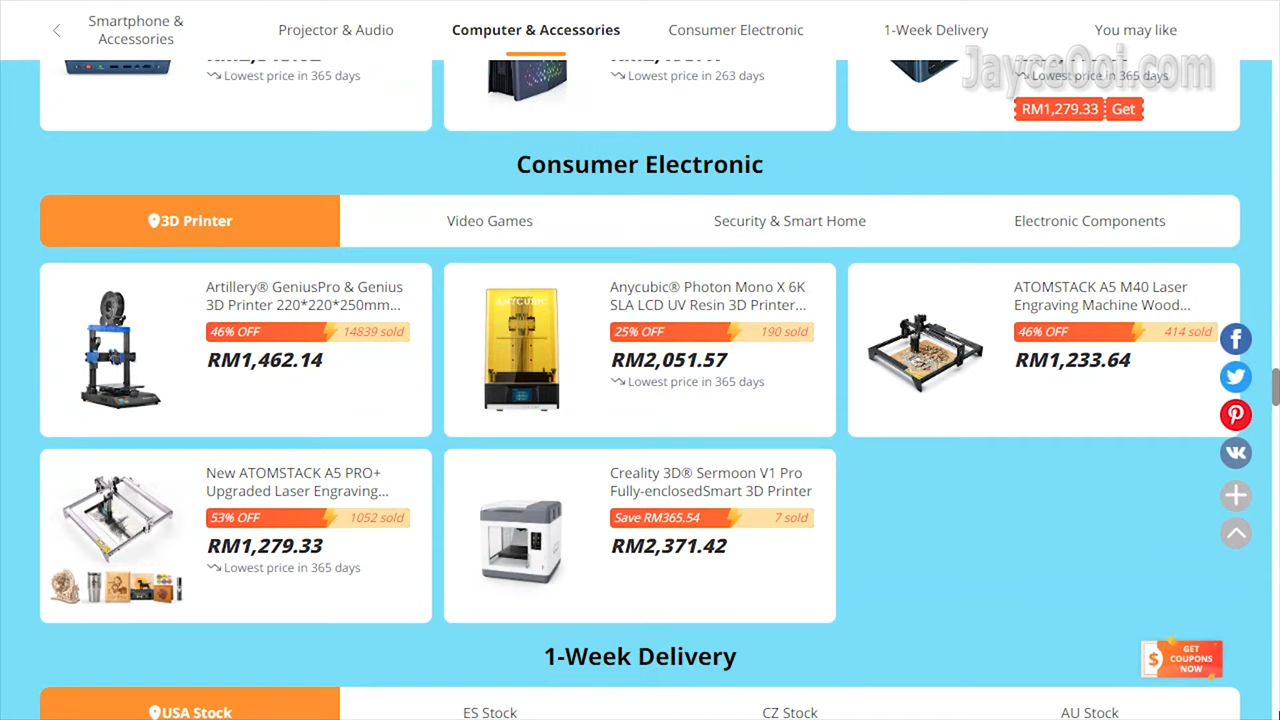 Smartphone &
Accessories
Projector & Audio
Computer & Accessories
Consumer Electronic
1-Week Delivery
You may like
JayceOoi.com
Lowest price in 365 days
Lowest price in 263 days
Lowest price in 365 days
RM1,279.33 Get
Consumer Electronic
3D Printer
Video Games
Security & Smart Home
Electronic Components
Artillery® GeniusPro & Genius
3D Printer 220*220*250mm...
46% OFF 14839 sold
RM1,462.14
ANYCUBIC
Anycubic® Photon Mono X 6K
SLA LCD UV Resin 3D Printer...
25% OFF 190 sold
RM2,051.57
Lowest price in 365 days
ATOMSTACK A5 M40 Laser
Engraving Machine Wood...
46% OFF 414 sold
RM1,233.64
New ATOMSTACK A5 PRO+
Upgraded Laser Engraving...
53% OFF 1052 sold
RM1,279.33
Lowest price in 365 days
Creality 3D® Sermoon V1 Pro
Fully-enclosedSmart 3D Printer
Save RM365.54 7 sold
RM2,371.42
1-Week Delivery
GET
COUPONS
NOW
USA Stock
ES Stock
CZ Stock
AU Stock